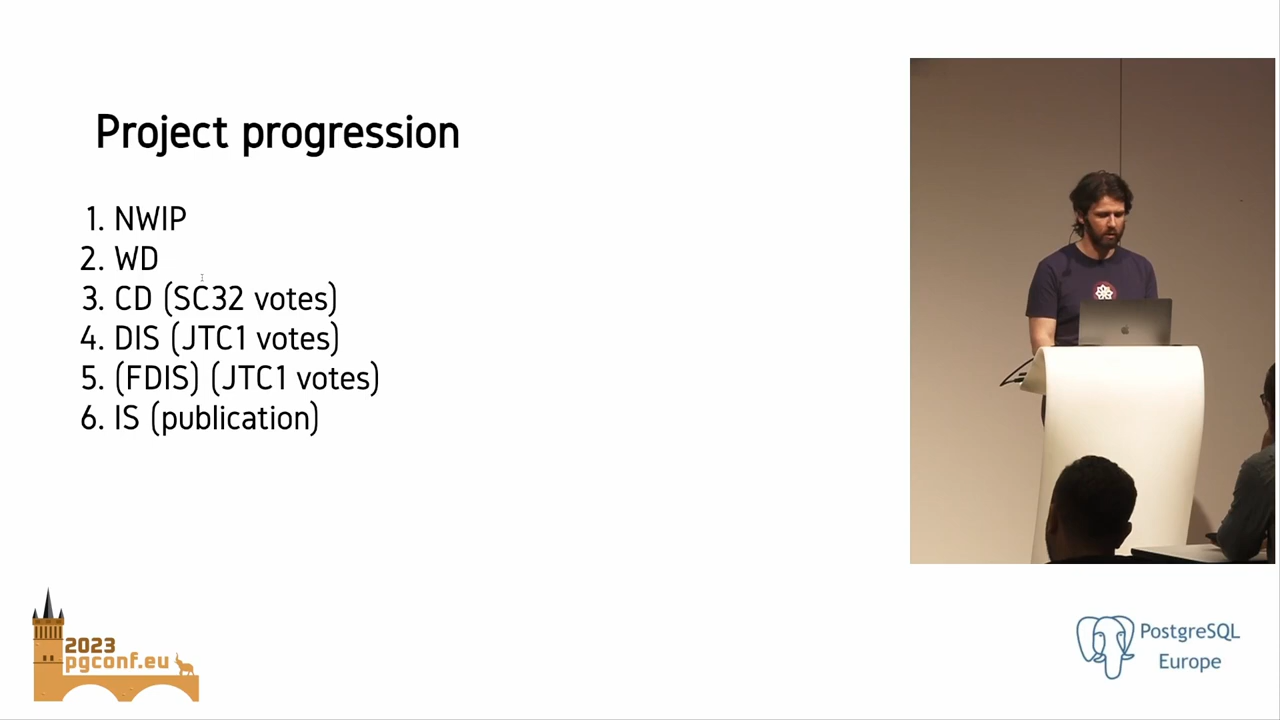 Project progression
1. NWIP
2. WD
3. CD (SC32 votes)
4. DIS (JTC1 votes)
5. (FDIS) (JTC1 votes)
6. IS (publication)
2023
pgconf.eu
PostgreSQL
Europe